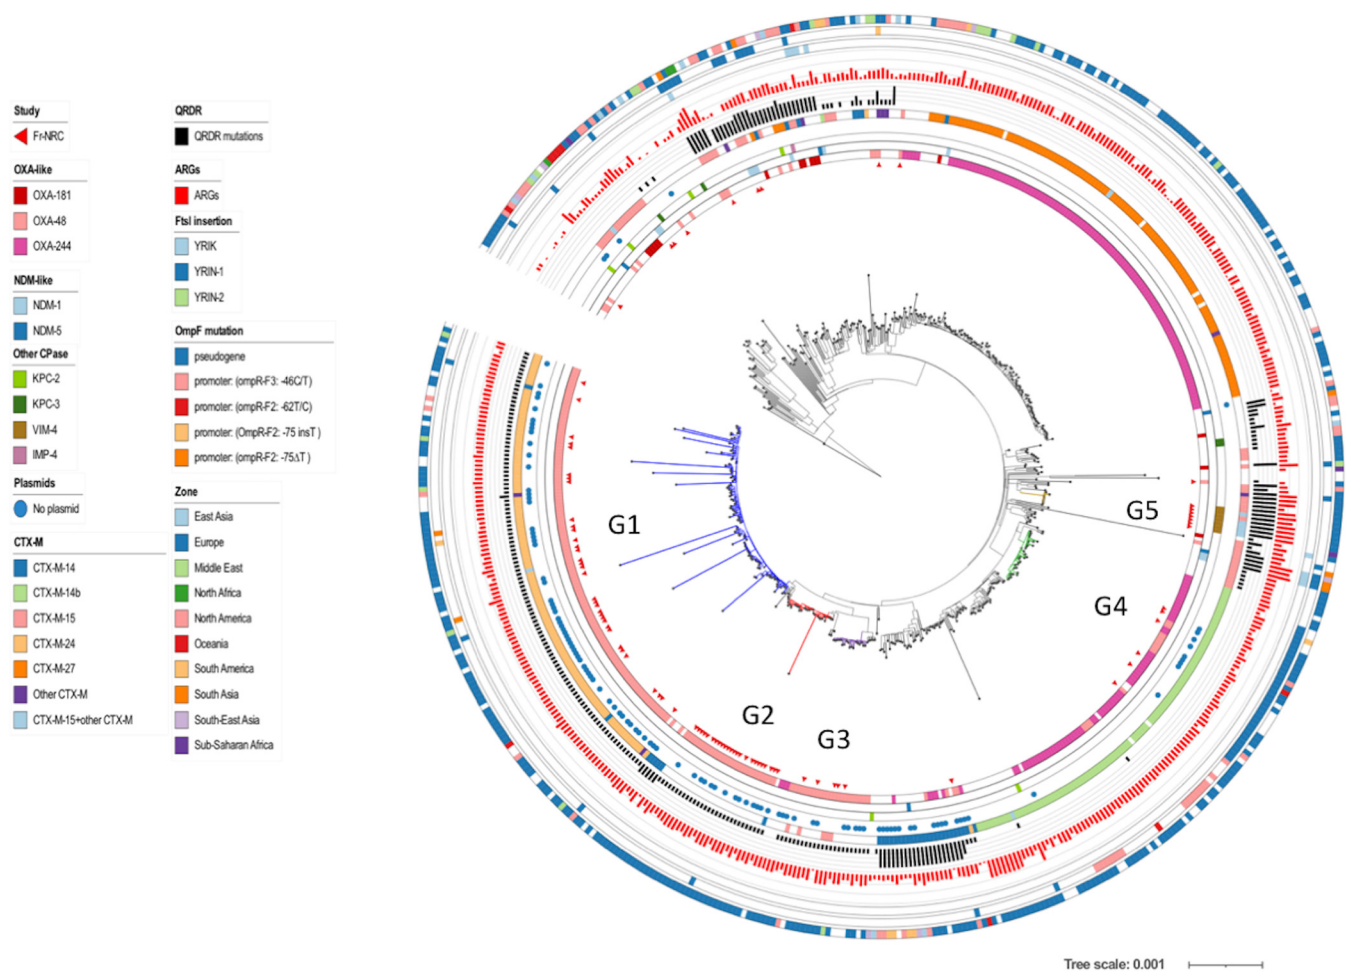 Study
Fr-NRC
OXA-like
OXA-181
OXA-48
OXA-244
NDM-like
NDM-1
NDM-5
Other CPase
KPC-2
KPC-3
VIM-4
IMP-4
Plasmids
No plasmid
CTX-M
CTX-M-14
CTX-M-14b
CTX-M-15
CTX-M-24
CTX-M-27
Other CTX-M
CTX-M-15+other CTX-M
QRDR
QRDR mutations
ARGs
ARGs
FtsI insertion
YRIK
YRIN-1
YRIN-2
OmpF mutation
pseudogene
promoter: (ompR-F3: -46C/T)
promoter: (ompR-F2: -62T/C)
promoter: (OmpR-F2: -75 insT )
promoter: (ompR-F2: -75ΔT )
Zone
East Asia
Europe
Middle East
North Africa
North America
Oceania
South America
South Asia
South-East Asia
Sub-Saharan Africa
G1
G2
G3
G4
G5
Tree scale: 0.001